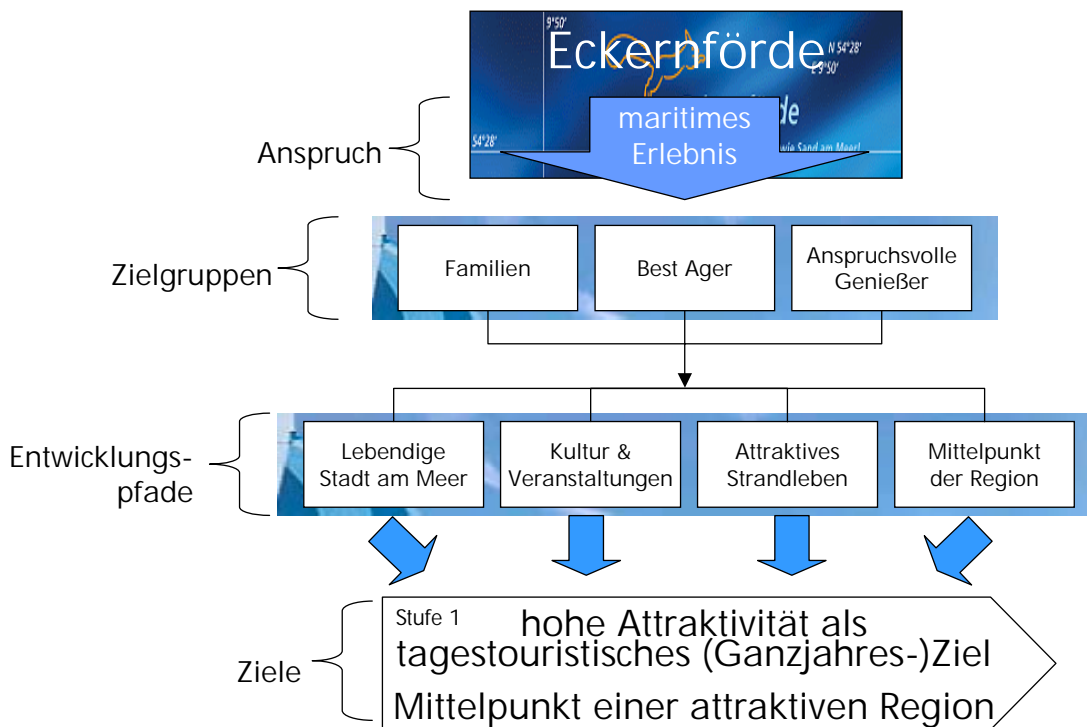 9°50'
Eckernförde
N 54°28'
E 9°50'
de
maritimes
Erlebnis
54°28'
wie Sand am Meer!
Anspruch
Zielgruppen
Familien
Best Ager
Anspruchsvolle
Genießer
Entwicklungs-
pfade
Lebendige
Stadt am Meer
Kultur &
Veranstaltungen
Attraktives
Strandleben
Mittelpunkt
der Region
Ziele
Stufe 1
hohe Attraktivität als
tagestouristisches (Ganzjahres-)Ziel
Mittelpunkt einer attraktiven Region